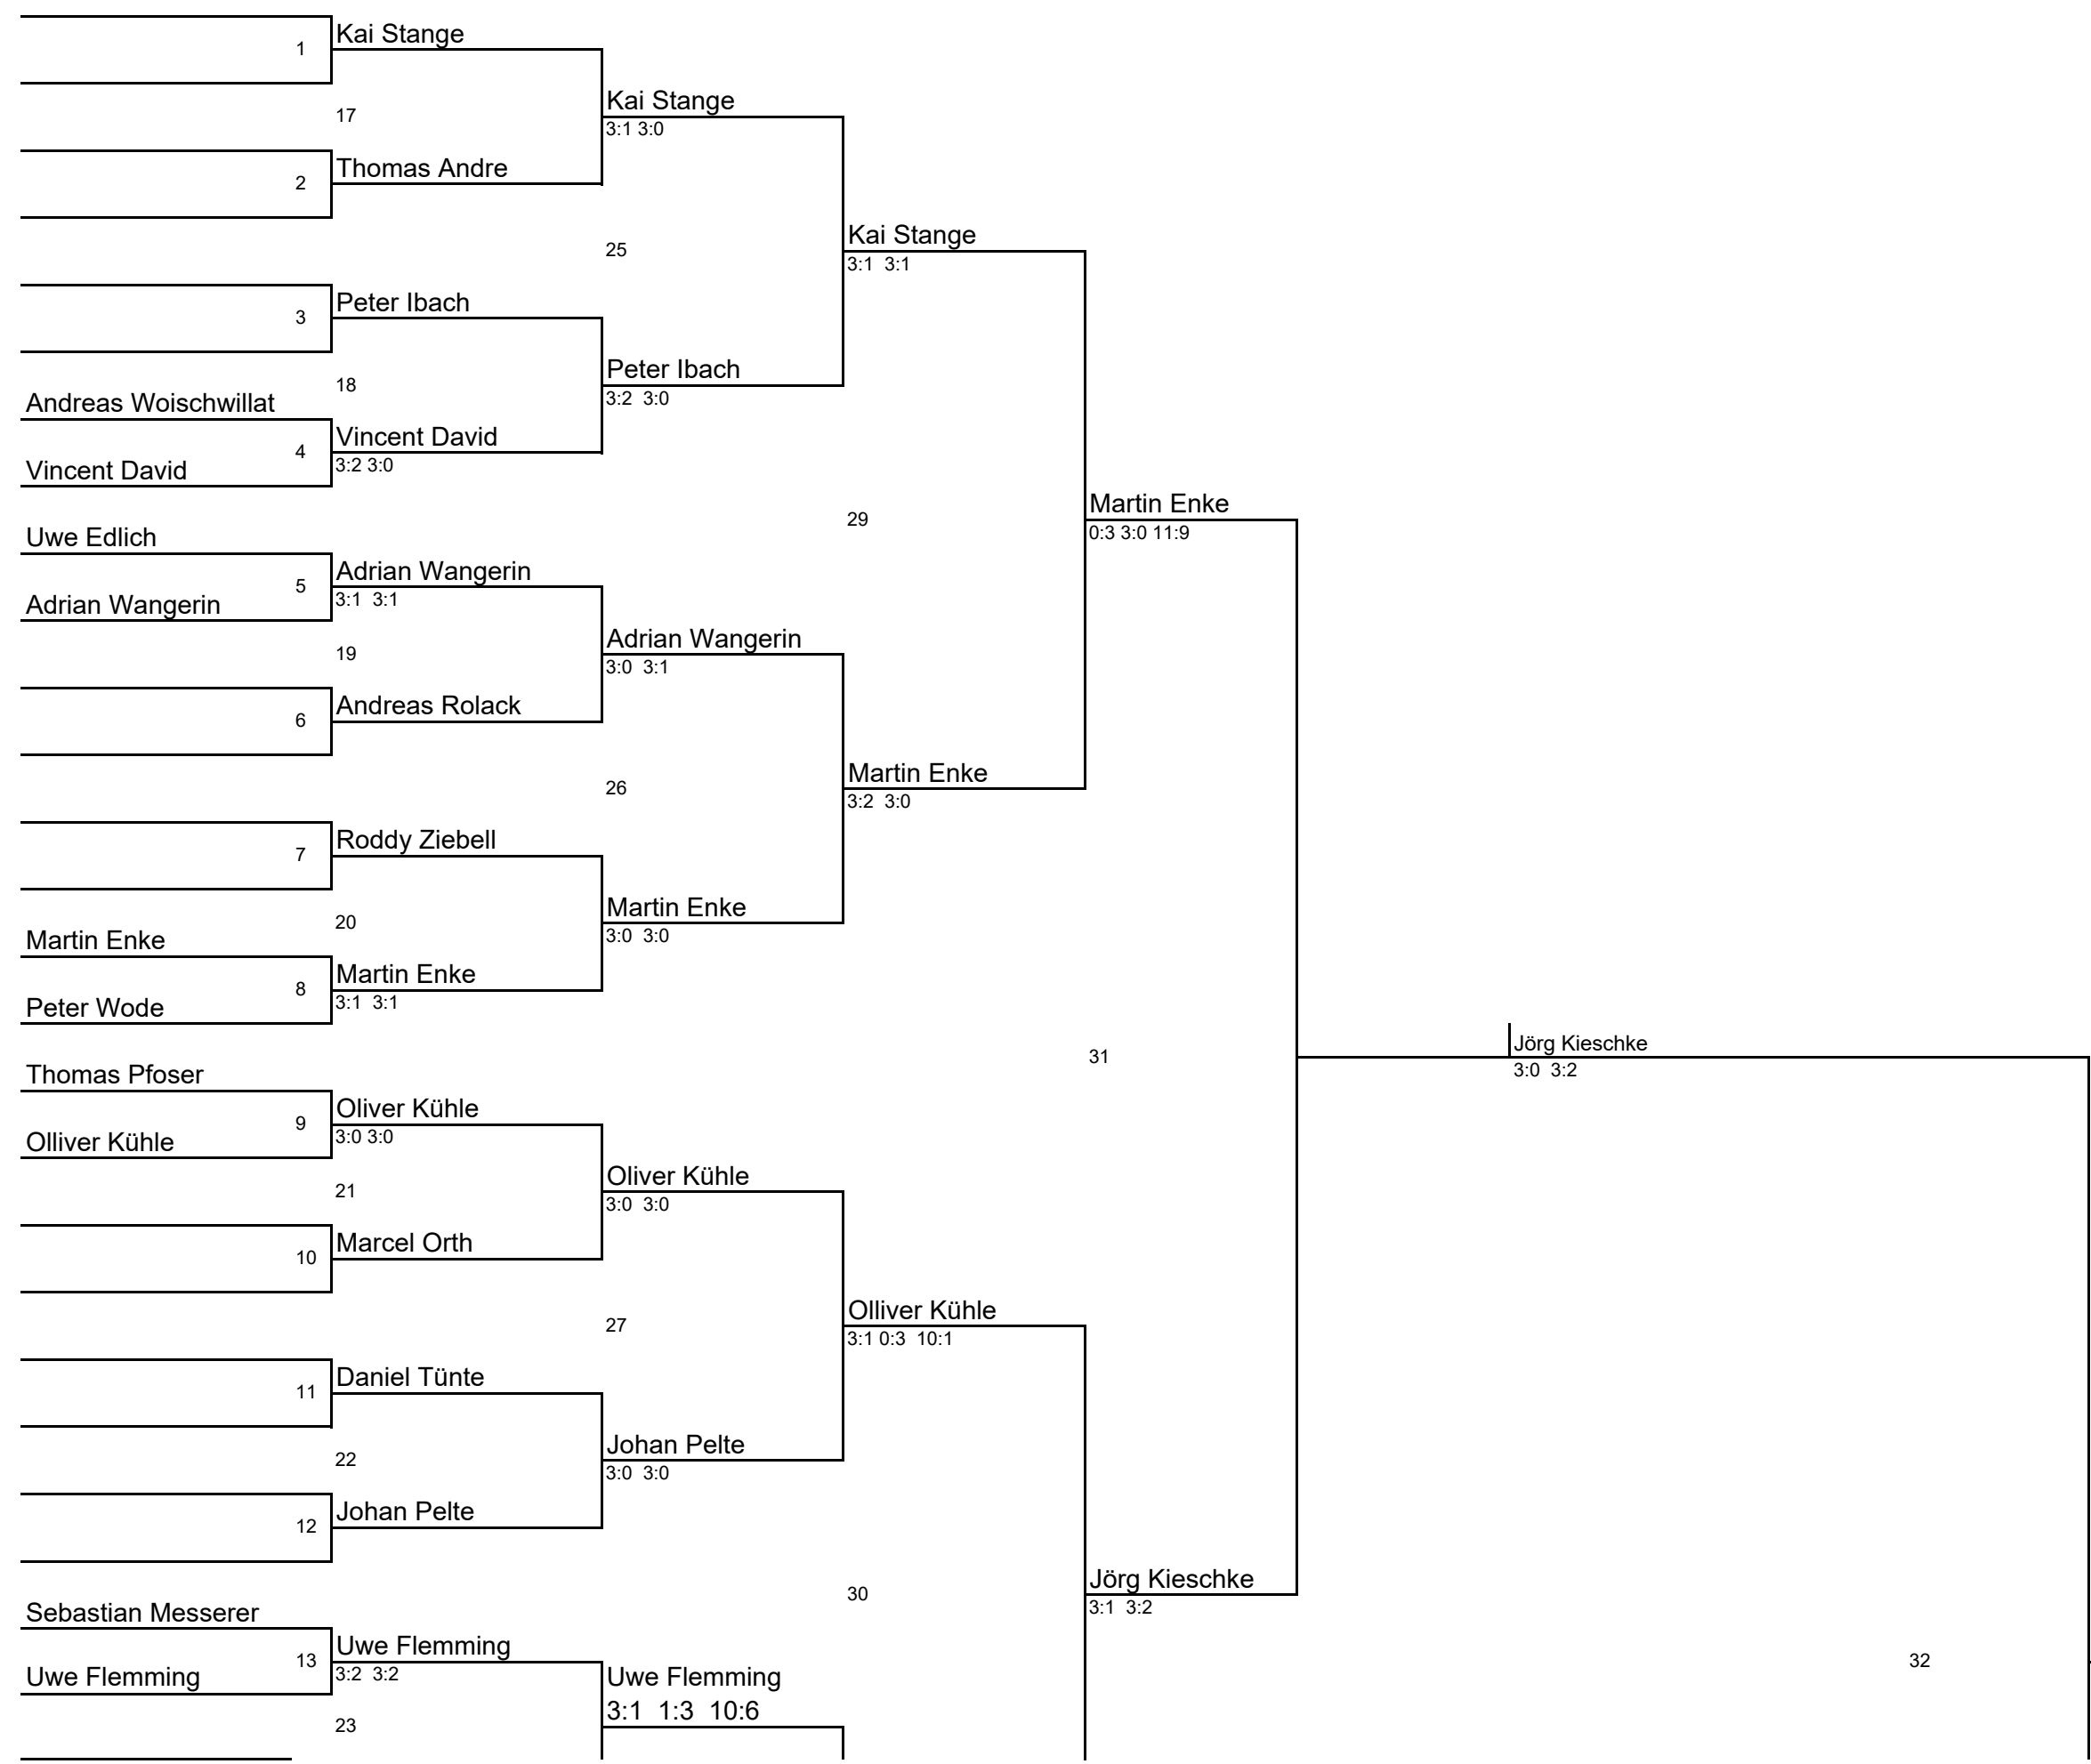 Kai Stange
1
Kai Stange
17
3:1 3:0
Thomas Andre
2
Kai Stange
25
3:1 3:1
Peter Ibach
3
Peter Ibach
18
3:2 3:0
Andreas Woischwillat
Vincent David
4
3:2 3:0
Vincent David
Martin Enke
29
0:3 3:0 11:9
Uwe Edlich
Adrian Wangerin
5
3:1 3:1
Adrian Wangerin
Adrian Wangerin
19
3:0 3:1
Andreas Rolack
6
Martin Enke
26
3:2 3:0
Roddy Ziebell
7
Martin Enke
20
3:0 3:0
Martin Enke
Martin Enke
8
3:1 3:1
Peter Wode
Jörg Kieschke
31
3:0 3:2
Thomas Pfoser
Oliver Kühle
9
3:0 3:0
Olliver Kühle
Oliver Kühle
21
3:0 3:0
Marcel Orth
10
Olliver Kühle
27
3:1 0:3 10:1
Daniel Tünte
11
Johan Pelte
22
3:0 3:0
Johan Pelte
12
Jörg Kieschke
30
3:1 3:2
Sebastian Messerer
Uwe Flemming
13
3:2 3:2
Uwe Flemming
Uwe Flemming
32
3:1 1:3 10:6
23